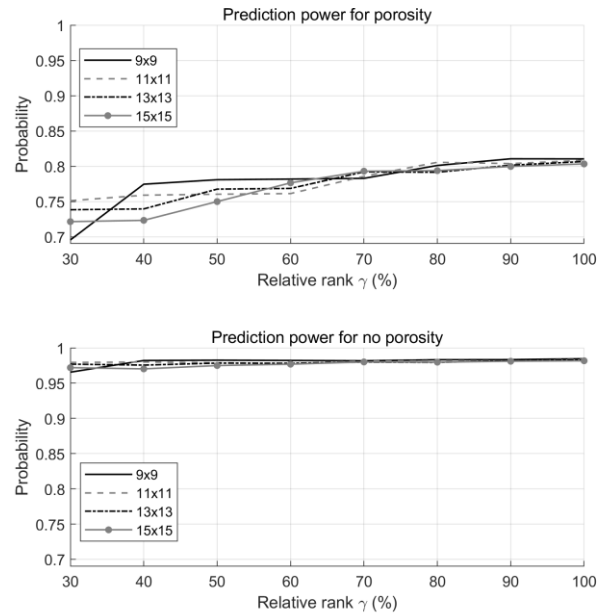 Prediction power for porosity
1
0.95
0.9
0.85
0.8
0.75
0.7
Probability
9x9
11x11
13x13
15x15
30 40 50 60 70 80 90 100
Relative rank γ (%)
Prediction power for no porosity
1
0.95
0.9
0.85
0.8
0.75
0.7
Probability
9x9
11x11
13x13
15x15
30 40 50 60 70 80 90 100
Relative rank γ (%)